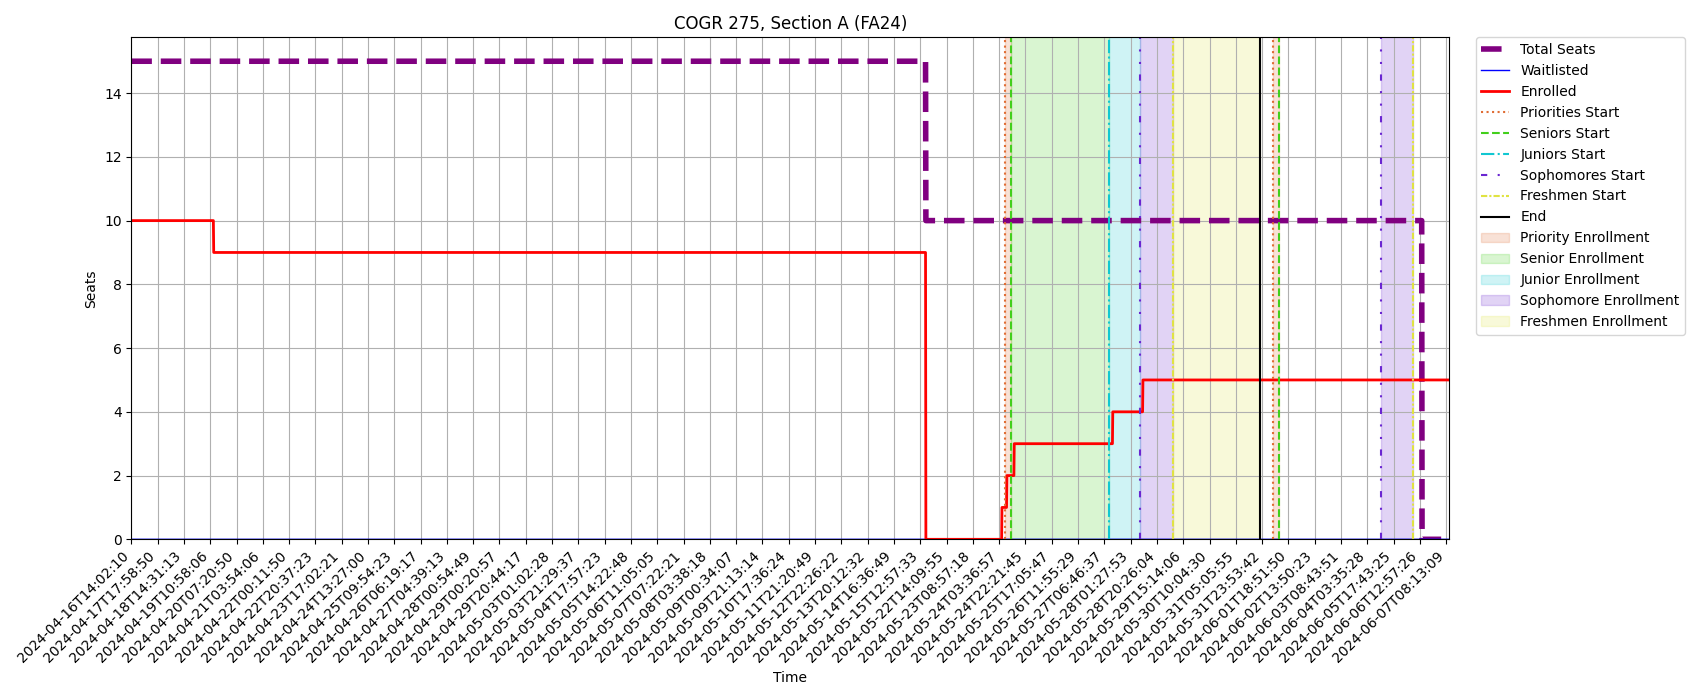 COGR 275, Section A (FA24)
Total Seats
Waitlisted
Enrolled
Priorities Start
Seniors Start
Juniors Start
Sophomores Start
Freshmen Start
End
Priority Enrollment
Senior Enrollment
Junior Enrollment
Sophomore Enrollment
Freshmen Enrollment
Seats
14
12
10
8
6
4
2
0
2024-04-16T14:02:10
2024-04-17T17:58:50
2024-04-18T14:31:13
2024-04-19T10:58:06
2024-04-20T07:20:50
2024-04-21T03:54:06
2024-04-22T00:11:50
2024-04-22T20:37:23
2024-04-23T17:02:21
2024-04-24T13:27:00
2024-04-25T09:54:23
2024-04-26T06:19:17
2024-04-27T04:39:13
2024-04-28T00:54:49
2024-04-29T00:20:57
2024-04-29T20:44:17
2024-05-03T01:02:28
2024-05-03T21:29:37
2024-05-04T17:57:23
2024-05-05T14:22:48
2024-05-06T11:05:05
2024-05-07T07:22:21
2024-05-08T03:38:18
2024-05-09T00:34:07
2024-05-09T21:13:14
2024-05-10T17:36:24
2024-05-11T21:20:49
2024-05-12T22:26:22
2024-05-13T20:12:32
2024-05-14T16:36:49
2024-05-15T12:57:33
2024-05-22T14:09:55
2024-05-23T08:57:18
2024-05-24T03:36:57
2024-05-24T22:21:45
2024-05-25T17:05:47
2024-05-26T11:55:29
2024-05-27T06:46:37
2024-05-28T01:27:53
2024-05-28T20:26:04
2024-05-29T15:14:06
2024-05-30T10:04:30
2024-05-31T05:05:55
2024-05-31T23:53:42
2024-06-01T18:51:50
2024-06-02T13:50:23
2024-06-03T08:43:51
2024-06-04T03:35:28
2024-06-05T17:43:25
2024-06-06T12:57:26
2024-06-07T08:13:09
Time